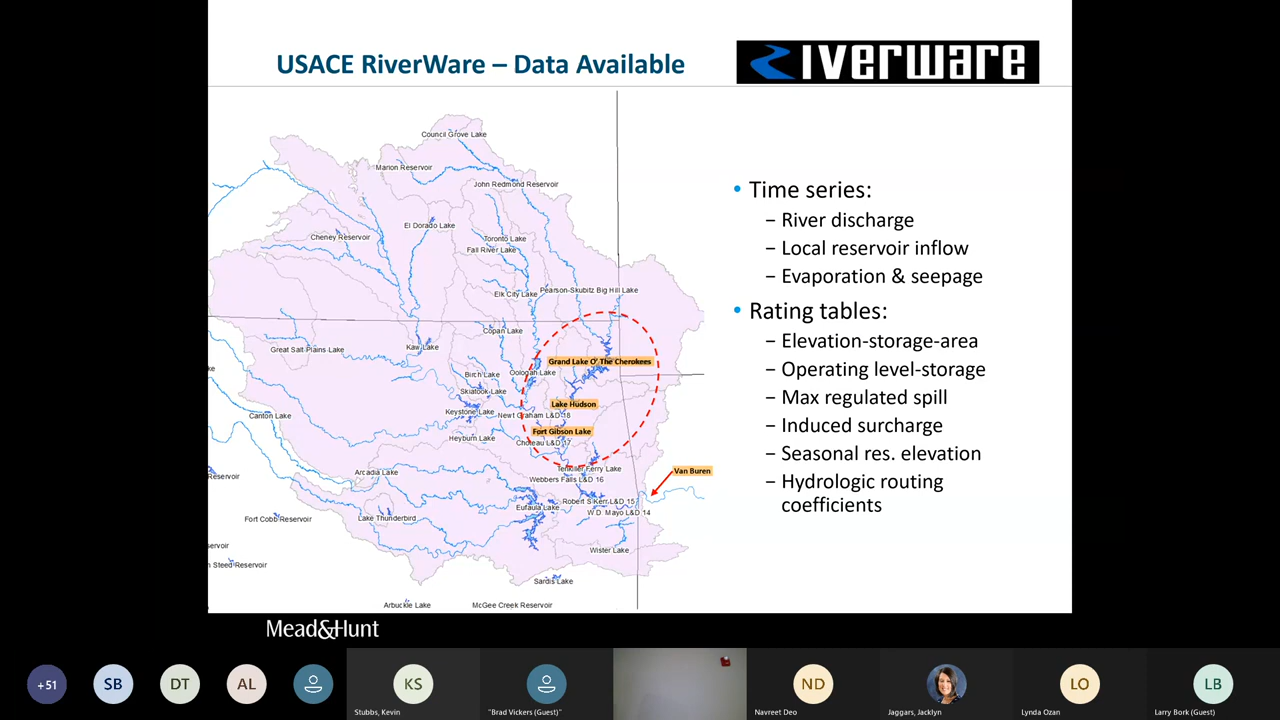 USACE RiverWare – Data Available
RIVERWARE
Council Grove Lake
Marion Reservoir
John Redmond Reservoir
El Dorado Lake
Cheney Reservoir
Toronto Lake
Fall River Lake
Elk City Lake
Pearson-Skubitz Big Hill Lake
Copan Lake
Great Salt Plains Lake
Kaw Lake
Grand Lake O' The Cherokees
Birch Lake
Oologah Lake
Skiatook Lake
Lake Hudson
Keystone Lake
Newt Graham L&D 18
Canton Lake
Fort Gibson Lake
Heyburn Lake
Choteau L&D 17
Tenkiller Ferry Lake
Van Buren
Arcadia Lake
Webbers Falls L&D 16
Reservoir
Robert S Kerr L&D 15
Eufaula Lake
W.D. Mayo L&D 14
Fort Cobb Reservoir
Lake Thunderbird
servoir
Wister Lake
Steed Reservoir
Sardis Lake
Arbuckle Lake
McGee Creek Reservoir
• Time series:
– River discharge
– Local reservoir inflow
– Evaporation & seepage
• Rating tables:
– Elevation-storage-area
– Operating level-storage
– Max regulated spill
– Induced surcharge
– Seasonal res. elevation
– Hydrologic routing
coefficients
Mead&Hunt
+51
SB
DT
AL
KS
Stubbs, Kevin
"Brad Vickers (Guest)"
ND
Navreet Deo
Jaggars, Jacklyn
LO
Lynda Ozan
LB
Larry Bork (Guest)